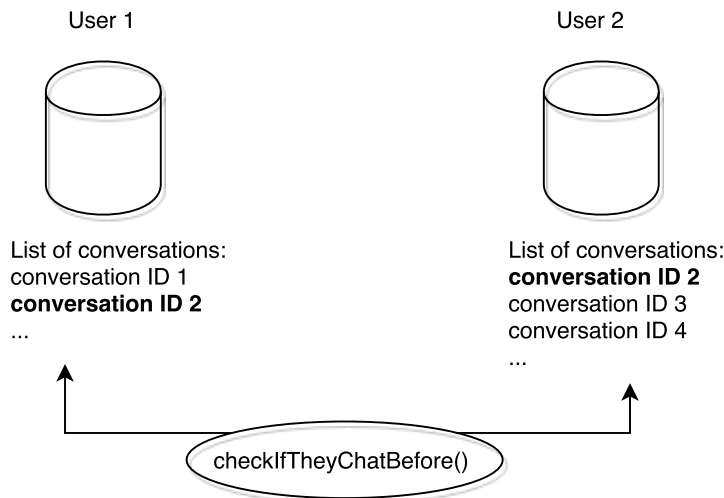 User 1
User 2
List of conversations:
conversation ID 1
conversation ID 2
...
List of conversations:
conversation ID 2
conversation ID 3
conversation ID 4
...
checkIfTheyChatBefore()